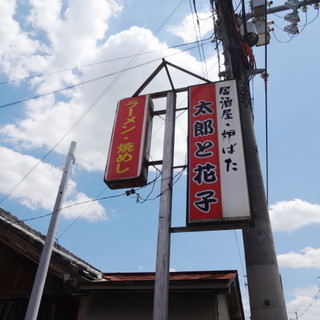 ラーメン・焼めし
居酒屋・炉ばた
太郎と花子